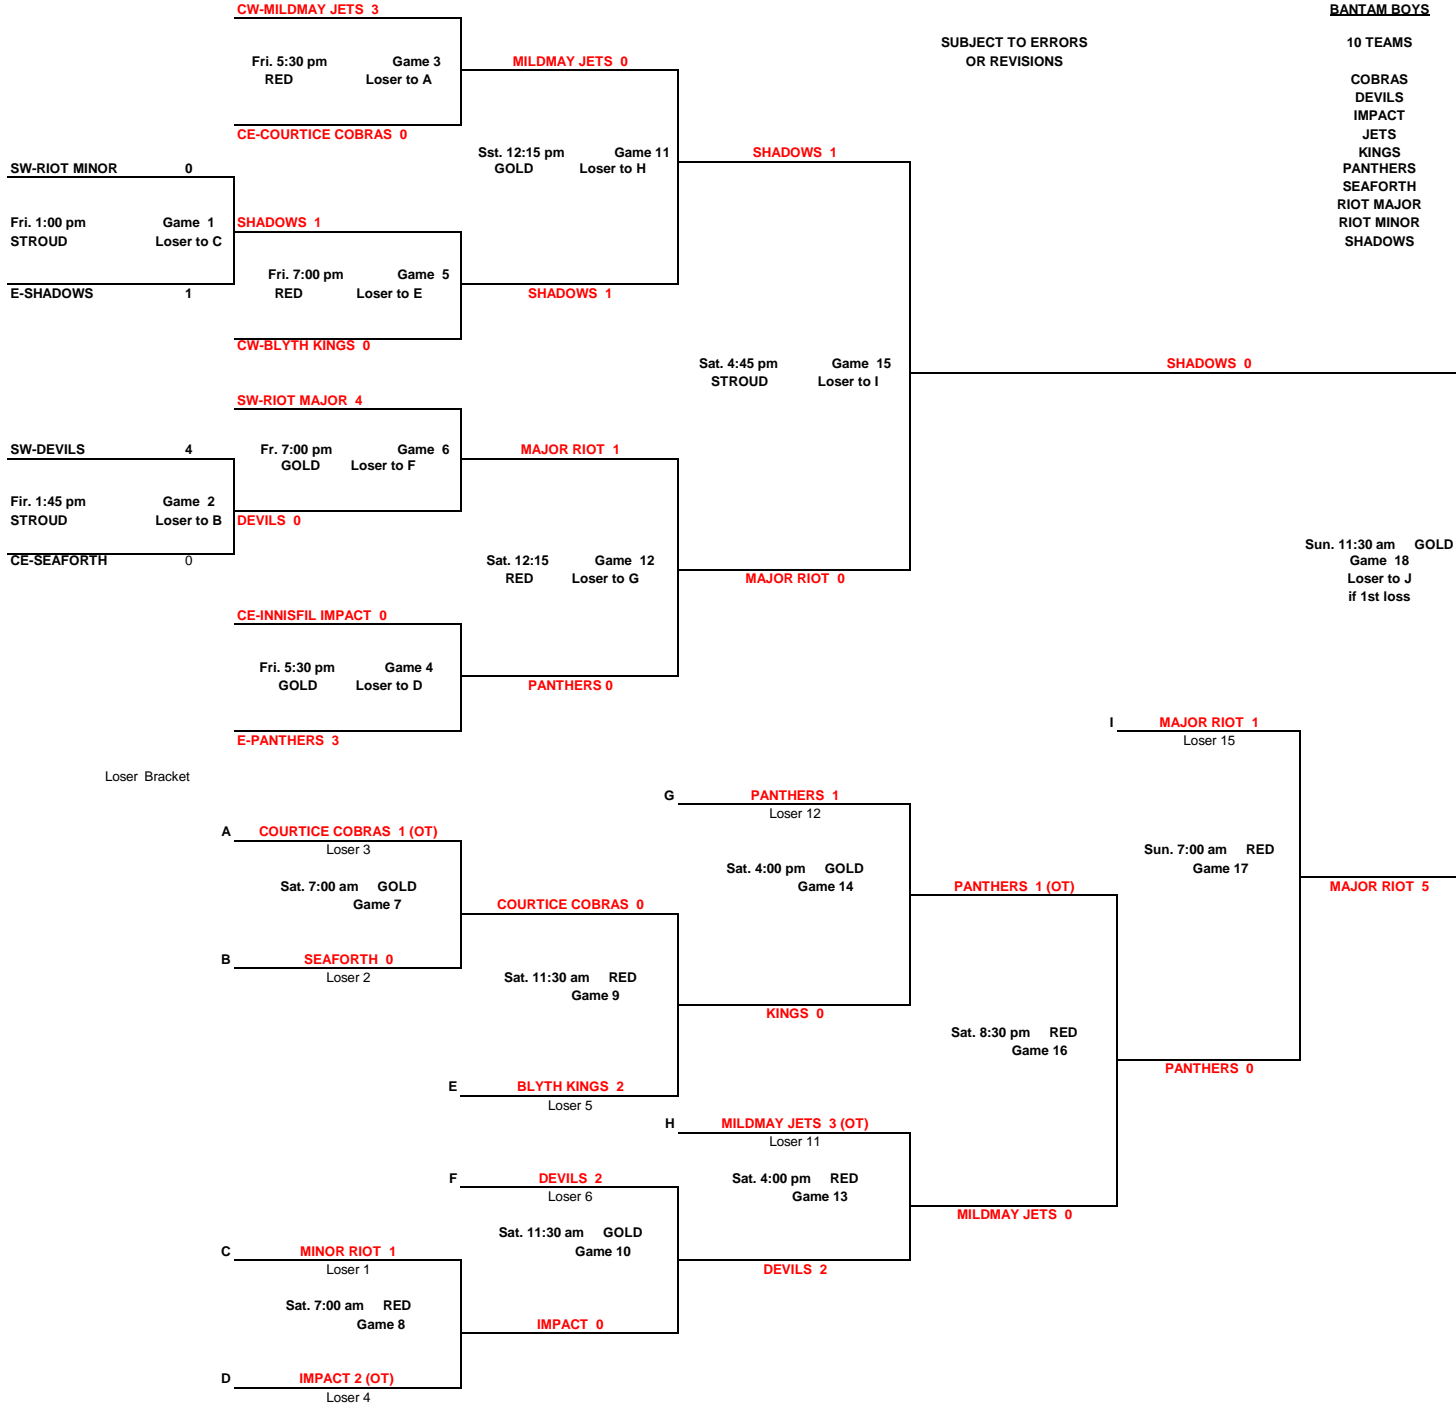 CW-MILDMAY JETS 3
BANTAM BOYS
SUBJECT TO ERRORS
OR REVISIONS
10 TEAMS
COBRAS
DEVILS
IMPACT
JETS
KINGS
PANTHERS
SEAFORTH
RIOT MAJOR
RIOT MINOR
SHADOWS
Fri. 5:30 pm Game 3
RED Loser to A
MILDMAY JETS 0
CE-COURTICE COBRAS 0
Sst. 12:15 pm Game 11
GOLD Loser to H
SHADOWS 1
SW-RIOT MINOR 0
Fri. 1:00 pm Game 1
STROUD Loser to C
SHADOWS 1
E-SHADOWS 1
Fri. 7:00 pm Game 5
RED Loser to E
SHADOWS 1
CW-BLYTH KINGS 0
Sat. 4:45 pm Game 15
STROUD Loser to I
SHADOWS 0
SW-RIOT MAJOR 4
SW-DEVILS 4
Fr. 7:00 pm Game 6
GOLD Loser to F
MAJOR RIOT 1
Fir. 1:45 pm Game 2
STROUD Loser to B
DEVILS 0
CE-SEAFORTH 0
Sat. 12:15 Game 12
RED Loser to G
MAJOR RIOT 0
Sun. 11:30 am GOLD
Game 18
Loser to J
if 1st loss
CE-INNISFIL IMPACT 0
Fri. 5:30 pm Game 4
GOLD Loser to D
PANTHERS 0
E-PANTHERS 3
I MAJOR RIOT 1
Loser 15
Loser Bracket
G PANTHERS 1
Loser 12
A COURTICE COBRAS 1 (OT)
Loser 3
Sat. 7:00 am GOLD
Game 7
Sat. 4:00 pm GOLD
Game 14
Sun. 7:00 am RED
Game 17
PANTHERS 1 (OT)
MAJOR RIOT 5
COURTICE COBRAS 0
B SEAFORTH 0
Loser 2
Sat. 11:30 am RED
Game 9
KINGS 0
Sat. 8:30 pm RED
Game 16
PANTHERS 0
E BLYTH KINGS 2
Loser 5
H MILDMAY JETS 3 (OT)
Loser 11
F DEVILS 2
Loser 6
Sat. 4:00 pm RED
Game 13
MILDMAY JETS 0
Sat. 11:30 am GOLD
Game 10
C MINOR RIOT 1
Loser 1
DEVILS 2
Sat. 7:00 am RED
Game 8
IMPACT 0
D IMPACT 2 (OT)
Loser 4